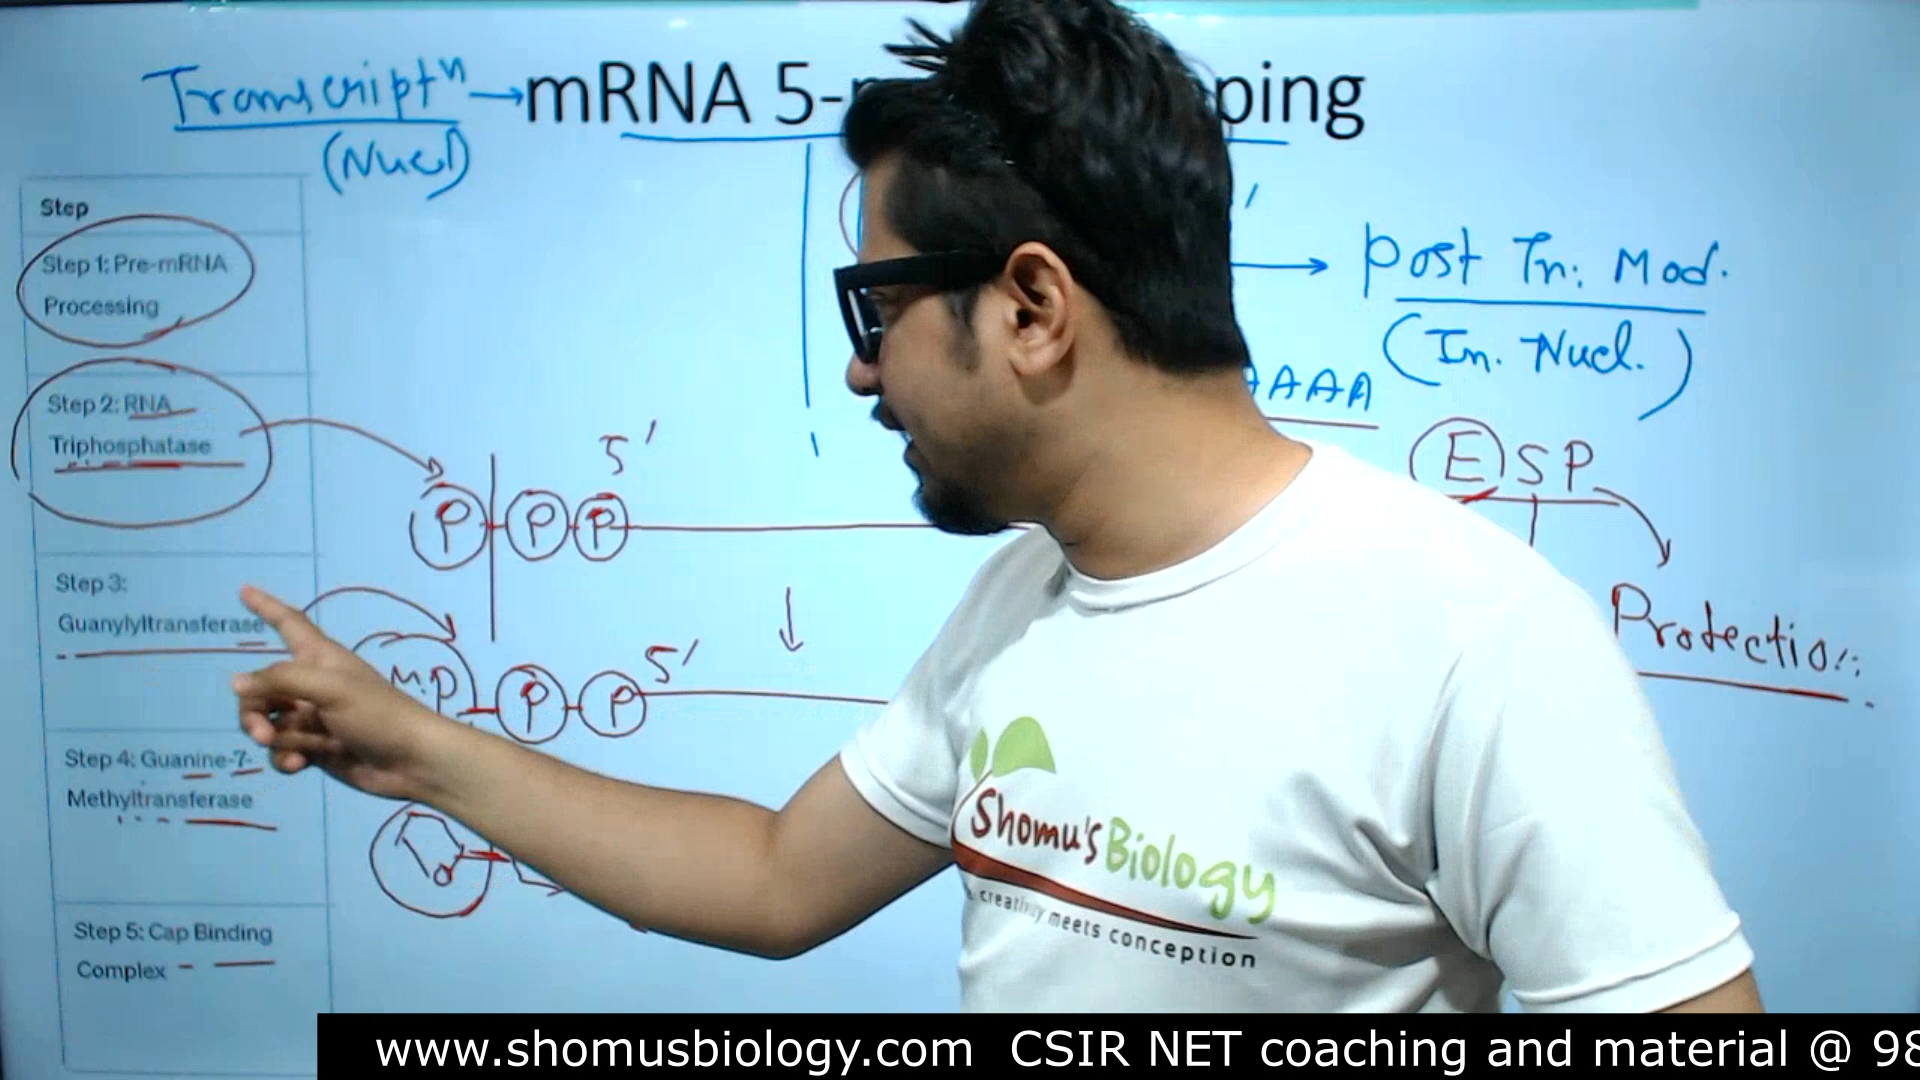 Transcriptⁿ → mRNA 5- ping
(Nucl)
Step
Step 1: Pre-mRNA
Processing
Step 2: RNA
Triphosphatase
Step 3:
Guanylyltransferase
Step 4: Guanine-7-
Methyltransferase
Step 5: Cap Binding
Complex
5'
P P P
5'
M.P P P
Post Tn. Mod.
(In. Nucl.)
AAAA
E S P
Protection
Shomu's Biology
creativity meets conception
www.shomusbiology.com CSIR NET coaching and material @ 98